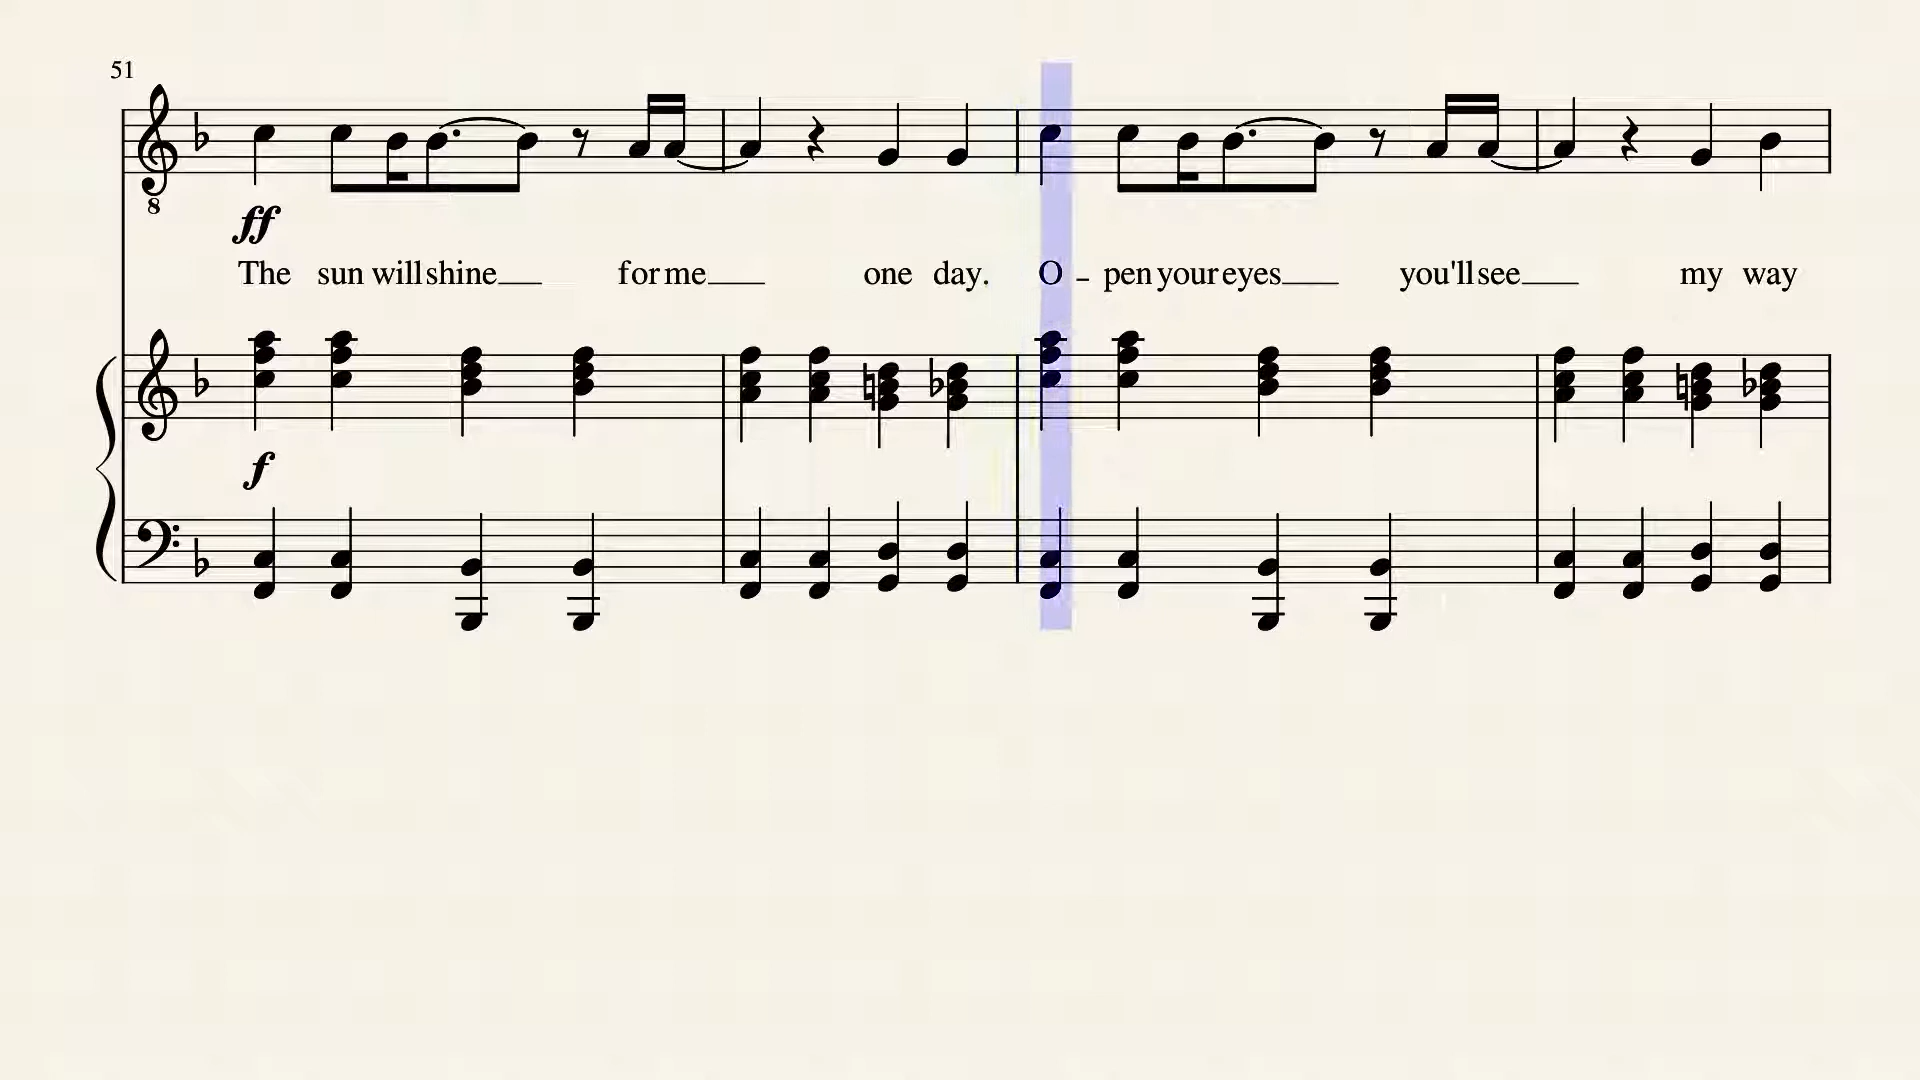 51
8
ff
The sun will shine for me one day. O - pen your eyes you'll see my way
f